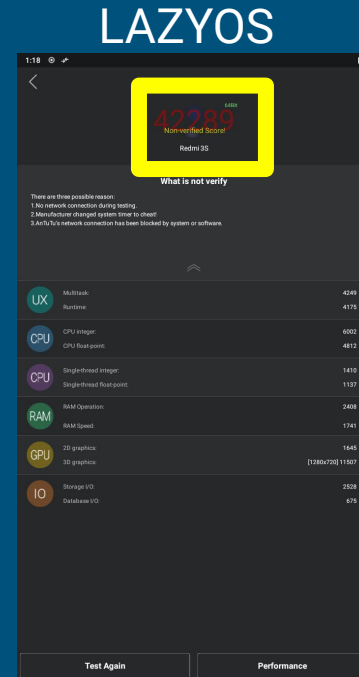 LAZYOS
1:18
64Bit
42289
Non-verified Score!
Redmi 3S
What is not verify
There are three possible reason:
1.No network connection during testing.
2.Manufacturer changed system timer to cheat!
3.AnTuTu's network connection has been blocked by system or software.
UX Multitask: 4249
Runtime: 4175
CPU CPU integer: 6002
CPU float-point: 4812
CPU Single-thread integer: 1410
Single-thread float-point: 1137
RAM RAM Operation: 2408
RAM Speed: 1741
GPU 2D graphics: 1645
3D graphics: [1280x720] 11507
IO Storage I/O: 2528
Database I/O: 675
Test Again Performance